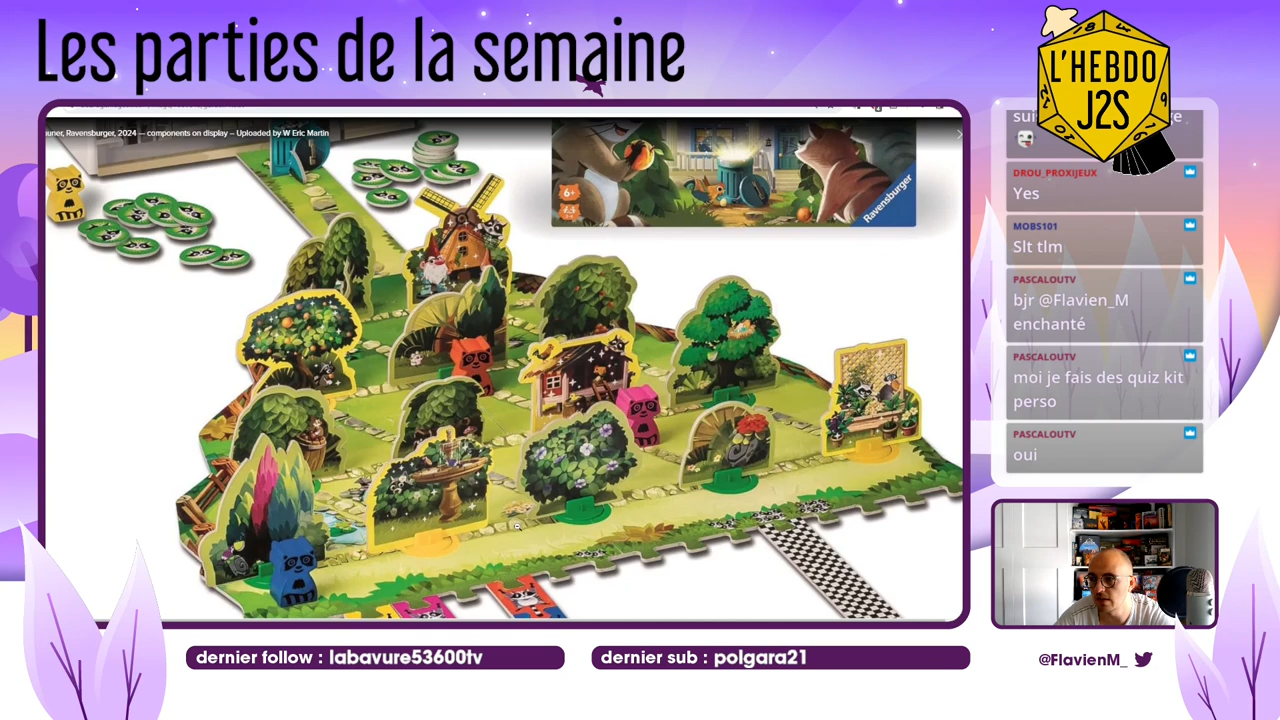 Les parties de la semaine
L'HEBDO
J2S
uner, Ravensburger, 2024 — components on display — Uploaded by W Eric Martin
6+
Ravensburger
DROU_PROXIJEUX
Yes
MOBS101
Slt tlm
PASCALOUTV
bjr @Flavien_M
enchanté
PASCALOUTV
moi je fais des quiz kit
perso
PASCALOUTV
oui
dernier follow : labavure53600tv
dernier sub : polgara21
@FlavienM_